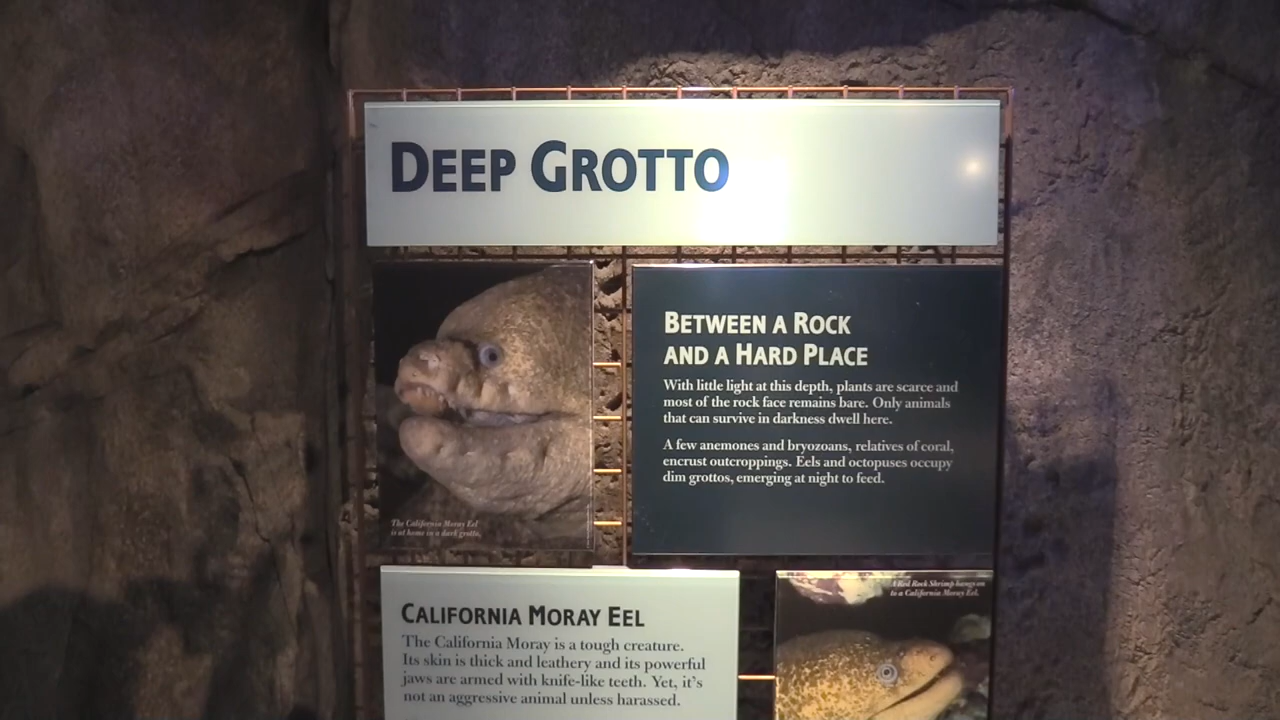 DEEP GROTTO
The California Moray Eel
is at home in a dark grotto.
BETWEEN A ROCK
AND A HARD PLACE
With little light at this depth, plants are scarce and
most of the rock face remains bare. Only animals
that can survive in darkness dwell here.
A few anemones and bryozoans, relatives of coral,
encrust outcroppings. Eels and octopuses occupy
dim grottos, emerging at night to feed.
CALIFORNIA MORAY EEL
The California Moray is a tough creature.
Its skin is thick and leathery and its powerful
jaws are armed with knife-like teeth. Yet, it's
not an aggressive animal unless harassed.
A Red Rock Shrimp hangs on
to a California Moray Eel.